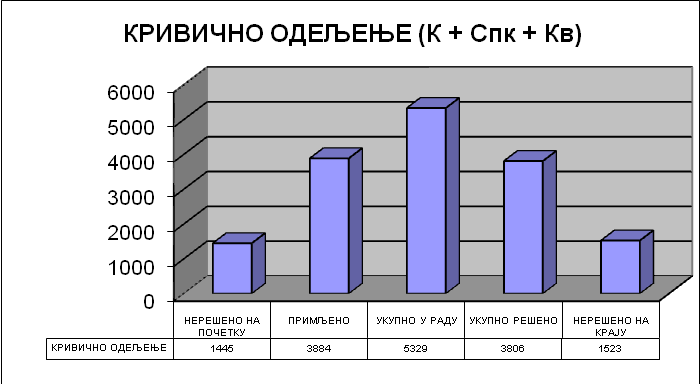 КРИВИЧНО ОДЕЉЕЊЕ (К + Спк + Кв)
6000
5000
4000
3000
2000
1000
0
НЕРЕШЕНО НА ПОЧЕТКУ
ПРИМЉЕНО
УКУПНО У РАДУ
УКУПНО РЕШЕНО
НЕРЕШЕНО НА КРАЈУ
КРИВИЧНО ОДЕЉЕЊЕ 1445 3884 5329 3806 1523